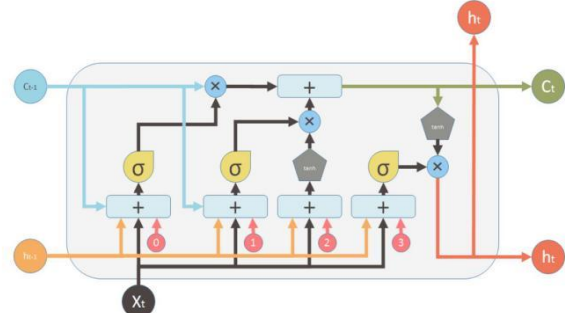 ht
Ct-1
×
+
Ct
tanh
×
σ
σ
tanh
σ
×
+
+
+
+
0
1
2
3
ht-1
ht
Xt